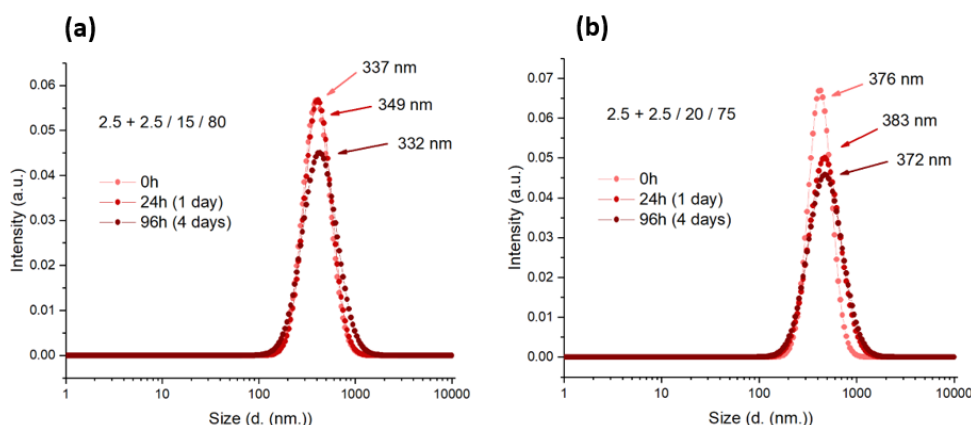 (a)
337 nm
349 nm
332 nm
2.5 + 2.5 / 15 / 80
0h
24h (1 day)
96h (4 days)
Intensity (a.u.)
0.06
0.05
0.04
0.03
0.02
0.01
0.00
1
10
100
1000
10000
Size (d. (nm.))
(b)
376 nm
383 nm
372 nm
2.5 + 2.5 / 20 / 75
0h
24h (1 day)
96h (4 days)
Intensity (a.u.)
0.07
0.06
0.05
0.04
0.03
0.02
0.01
0.00
1
10
100
1000
10000
Size (d. (nm.))